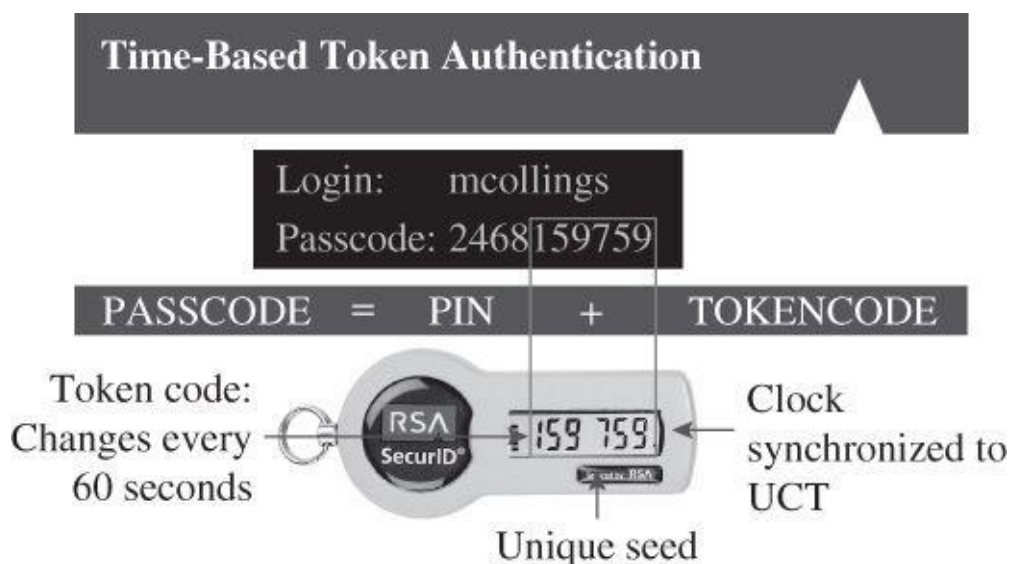 Time-Based Token Authentication
Login: mcollings
Passcode: 2468159759
PASSCODE = PIN + TOKENCODE
Token code:
Changes every
60 seconds
RSA
SecurID®
159 759
RSA
Clock
synchronized to
UCT
Unique seed